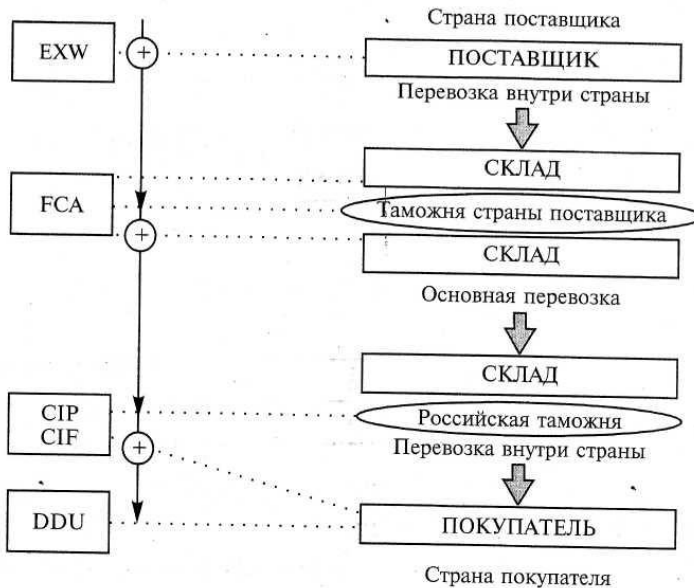 Страна поставщика
EXW
+
ПОСТАВЩИК
Перевозка внутри страны
СКЛАД
FCA
Таможня страны поставщика
+
СКЛАД
Основная перевозка
СКЛАД
CIP
CIF
Российская таможня
+
Перевозка внутри страны
DDU
ПОКУПАТЕЛЬ
Страна покупателя